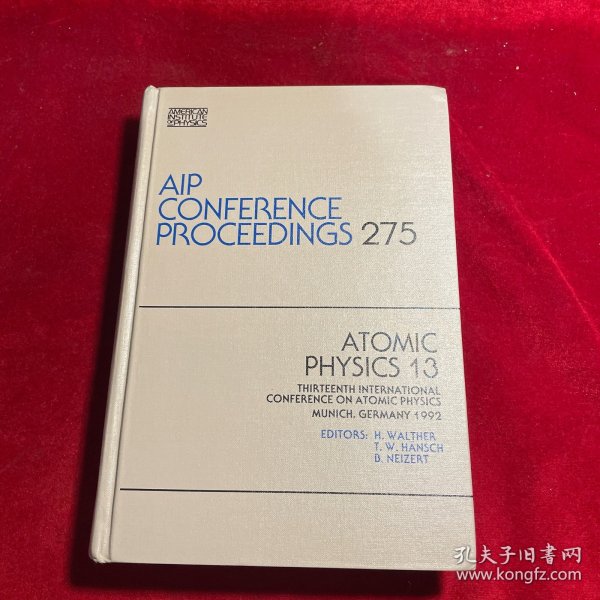 AMERICAN
INSTITUTE
OF PHYSICS
AIP
CONFERENCE
PROCEEDINGS 275
ATOMIC
PHYSICS 13
THIRTEENTH INTERNATIONAL
CONFERENCE ON ATOMIC PHYSICS
MUNICH, GERMANY 1992
EDITORS: H. WALTHER
T. W. HANSCH
B. NEIZERT
孔夫子旧书网
www.kongfz.com